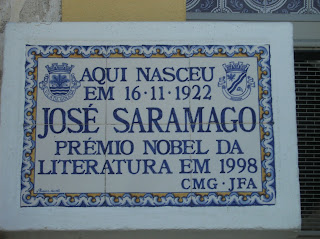 AQUI NASCEU
EM 16·11·1922
JOSÉ SARAMAGO
PRÉMIO NOBEL DA
LITERATURA EM 1998
CMG·JFA